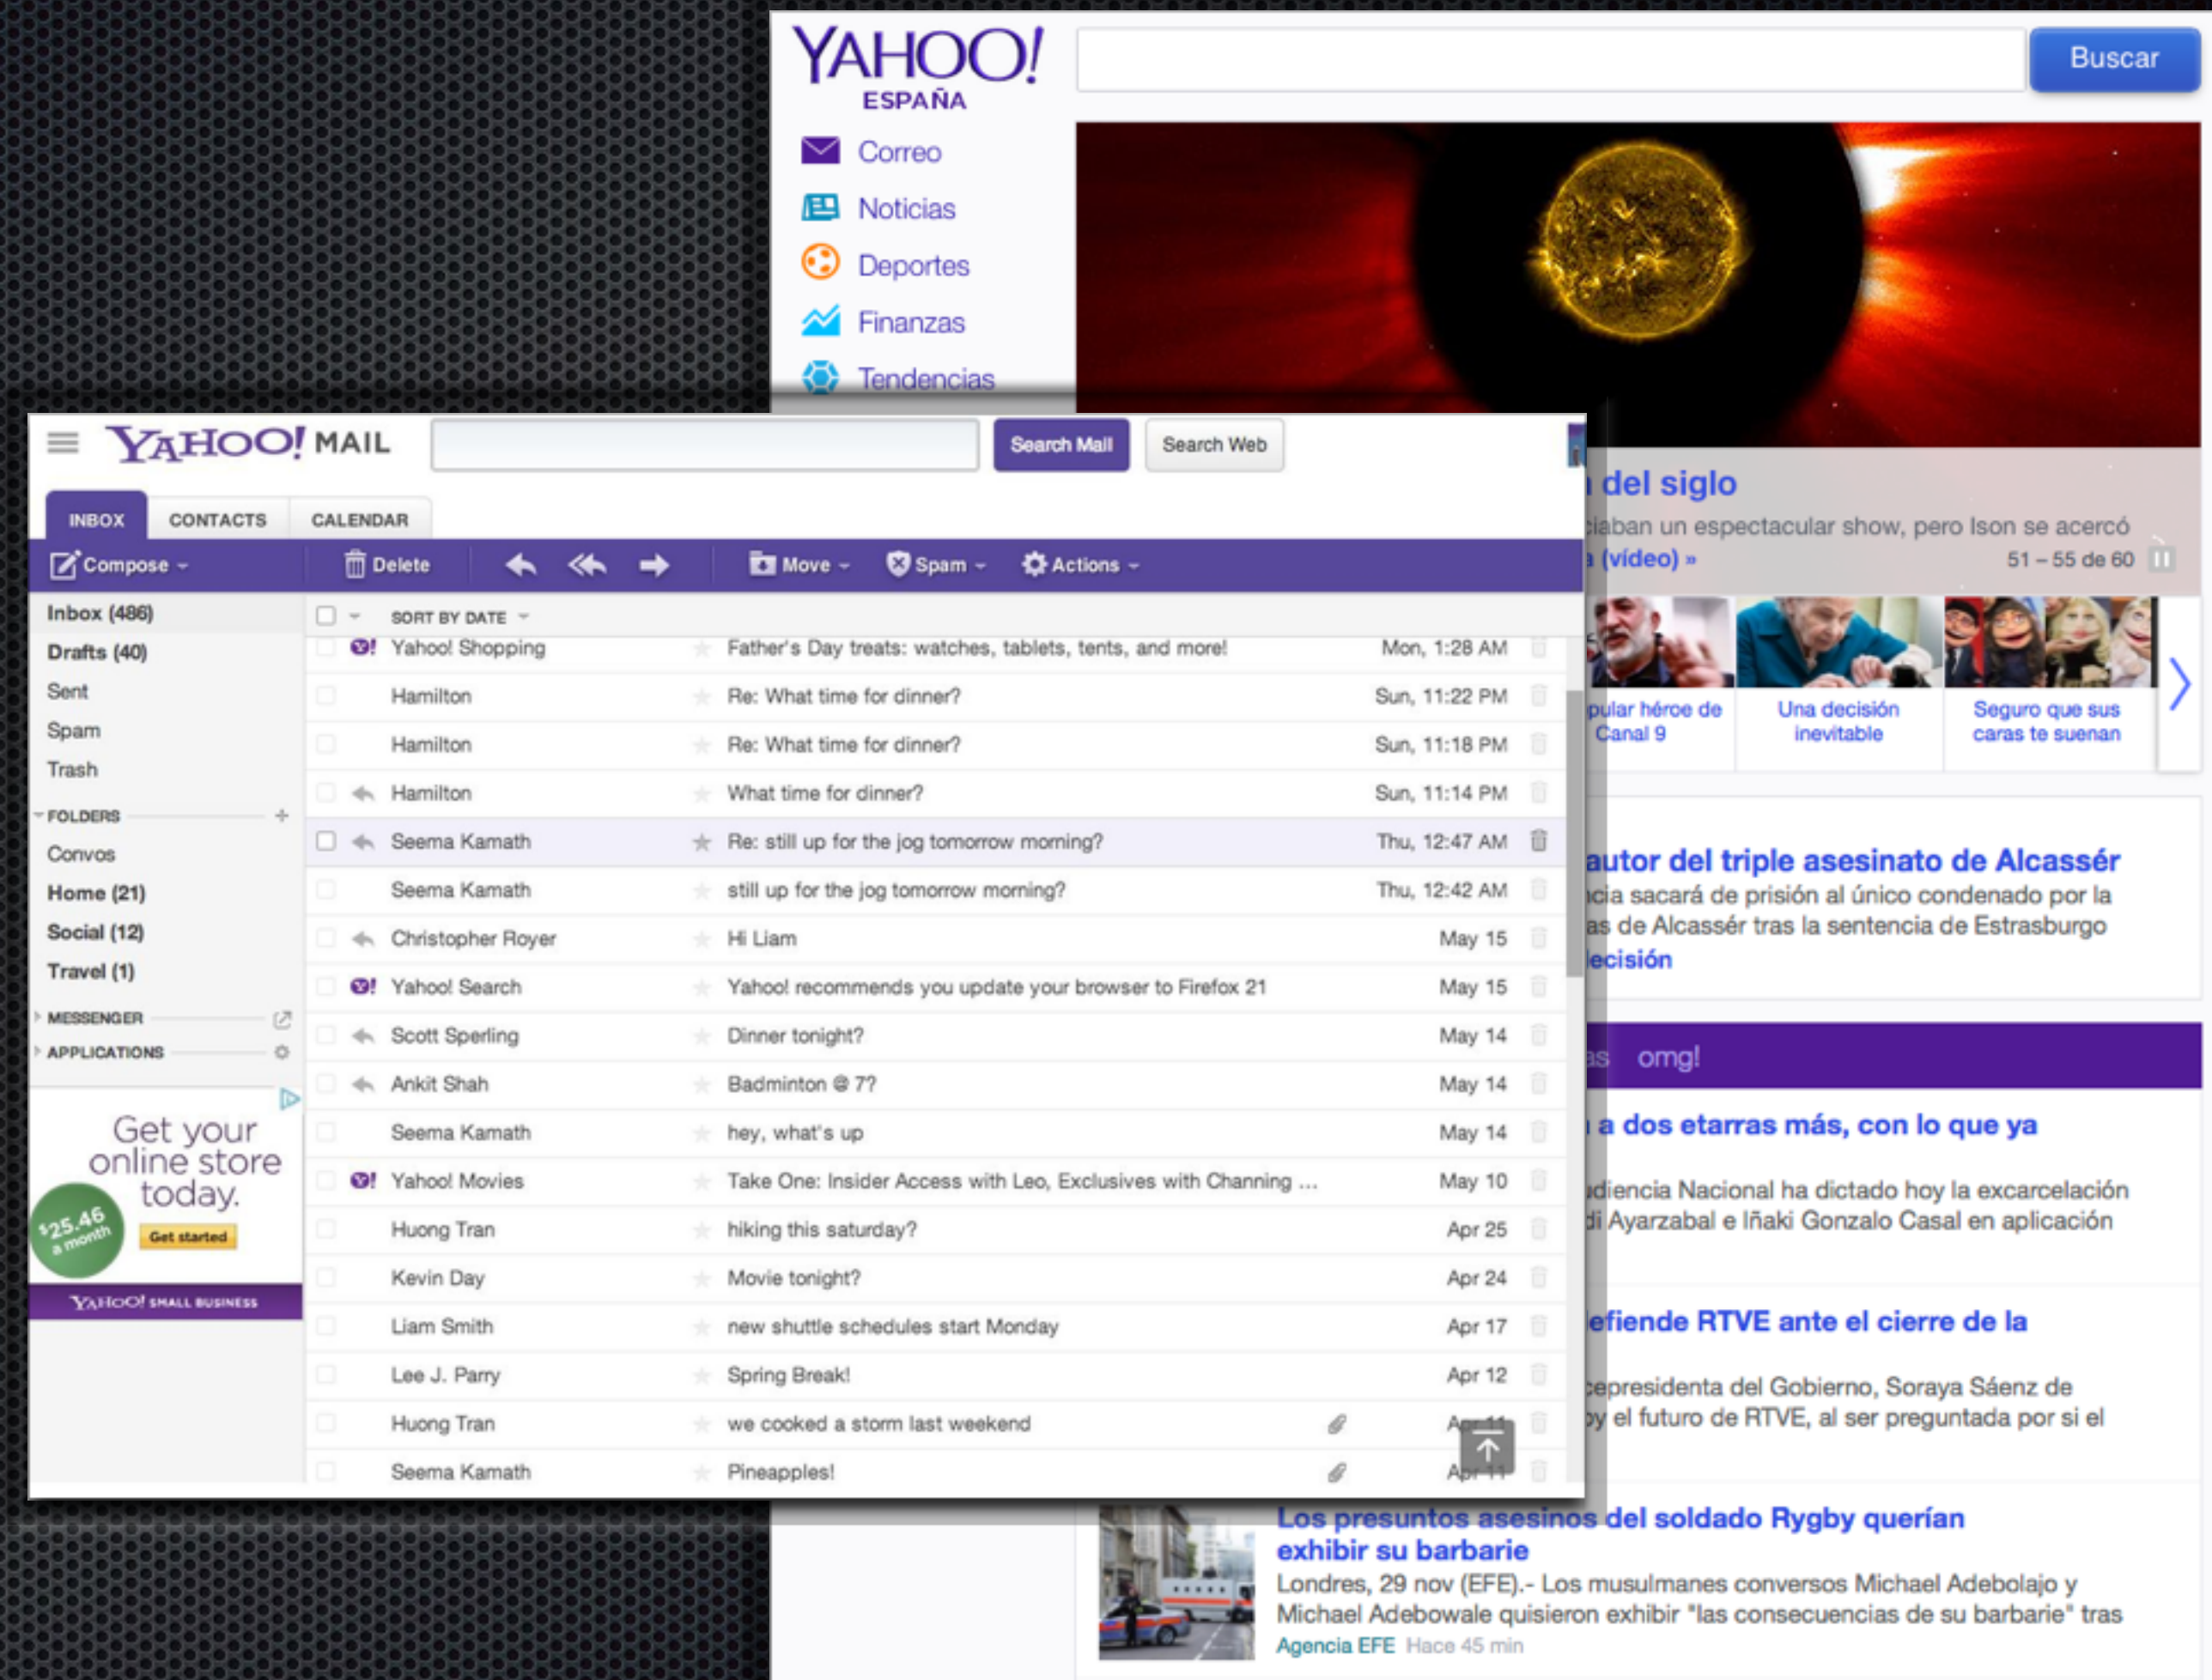 YAHOO!
ESPAÑA
Buscar
Correo
Noticias
Deportes
Finanzas
Tendencias
del siglo
un espectacular show, pero Ison se acercó
(vídeo) »
51 – 55 de 60
héroe de
Canal 9
Una decisión
inevitable
Seguro que sus
caras te suenan
autor del triple asesinato de Alcassér
sacará de prisión al único condenado por la
de Alcassér tras la sentencia de Estrasburgo
omg!
a dos etarras más, con lo que ya
Nacional ha dictado hoy la excarcelación
Ayarzabal e Iñaki Gonzalo Casal en aplicación
RTVE ante el cierre de la
del Gobierno, Soraya Sáenz de
el futuro de RTVE, al ser preguntada por si el
Los presuntos asesinos del soldado Rygby querían
exhibir su barbarie
Londres, 29 nov (EFE).- Los musulmanes conversos Michael Adebolajo y
Michael Adebowale quisieron exhibir "las consecuencias de su barbarie" tras
Agencia EFE Hace 45 min
YAHOO! MAIL
Search Mail
Search Web
INBOX CONTACTS CALENDAR
Compose Delete Move Spam Actions
Inbox (486)
Drafts (40)
Sent
Spam
Trash
FOLDERS
Convos
Home (21)
Social (12)
Travel (1)
MESSENGER
APPLICATIONS
Get your
online store
today.
$25.46
a month
Get started
YAHOO! SMALL BUSINESS
SORT BY DATE
Yahoo! Shopping Father's Day treats: watches, tablets, tents, and more! Mon, 1:28 AM
Hamilton Re: What time for dinner? Sun, 11:22 PM
Hamilton Re: What time for dinner? Sun, 11:18 PM
Hamilton What time for dinner? Sun, 11:14 PM
Seema Kamath Re: still up for the jog tomorrow morning? Thu, 12:47 AM
Seema Kamath still up for the jog tomorrow morning? Thu, 12:42 AM
Christopher Royer Hi Liam May 15
Yahoo! Search Yahoo! recommends you update your browser to Firefox 21 May 15
Scott Sperling Dinner tonight? May 14
Ankit Shah Badminton @ 7? May 14
Seema Kamath hey, what's up May 14
Yahoo! Movies Take One: Insider Access with Leo, Exclusives with Channing ... May 10
Huong Tran hiking this saturday? Apr 25
Kevin Day Movie tonight? Apr 24
Liam Smith new shuttle schedules start Monday Apr 17
Lee J. Parry Spring Break! Apr 12
Huong Tran we cooked a storm last weekend Apr 11
Seema Kamath Pineapples! Apr 11